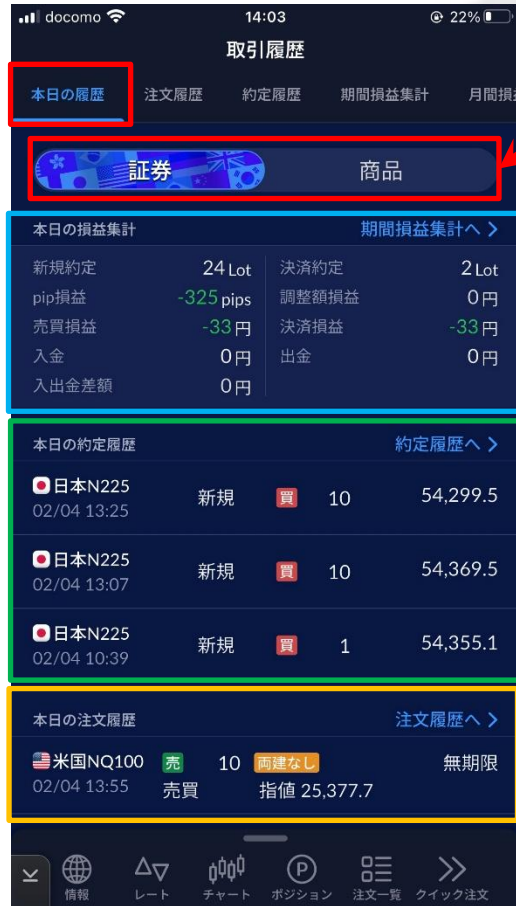 docomo 14:03 22%
取引履歴
本日の履歴 注文履歴 約定履歴 期間損益集計 月間損
証券 商品
本日の損益集計 期間損益集計へ
新規約定 24 Lot 決済約定 2 Lot
pip損益 -325 pips 調整額損益 0円
売買損益 -33円 決済損益 -33円
入金 0円 出金 0円
入出金差額 0円
本日の約定履歴 約定履歴へ
日本N225 新規 買 10 54,299.5
02/04 13:25
日本N225 新規 買 10 54,369.5
02/04 13:07
日本N225 新規 買 1 54,355.1
02/04 10:39
本日の注文履歴 注文履歴へ
米国NQ100 売 10 両建なし 無期限
02/04 13:55 売買 指値 25,377.7
情報 レート チャート P ポジション 注文一覧 クイック注文